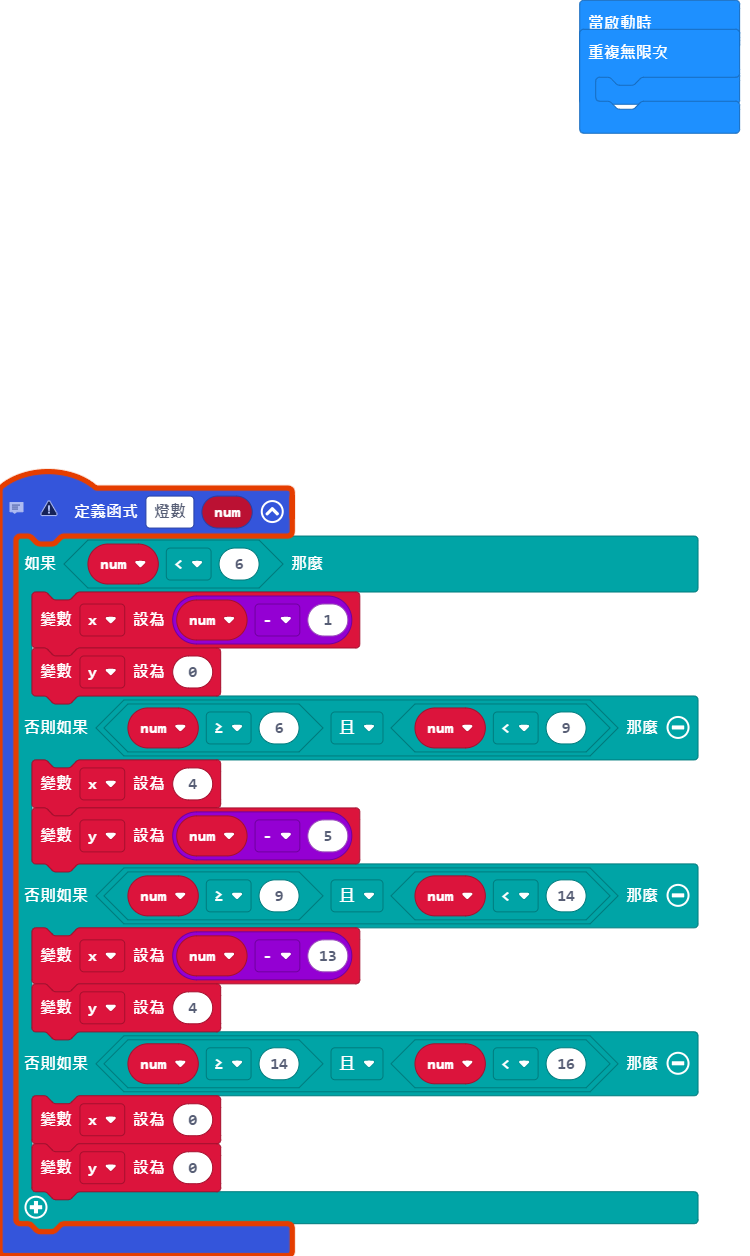 當啟動時
重複無限次
定義函式 燈數 num
如果 num < 6 那麼
變數 x 設為 num - 1
變數 y 設為 0
否則如果 num ≥ 6 且 num < 9 那麼
變數 x 設為 4
變數 y 設為 num - 5
否則如果 num ≥ 9 且 num < 14 那麼
變數 x 設為 num - 13
變數 y 設為 4
否則如果 num ≥ 14 且 num < 16 那麼
變數 x 設為 0
變數 y 設為 0